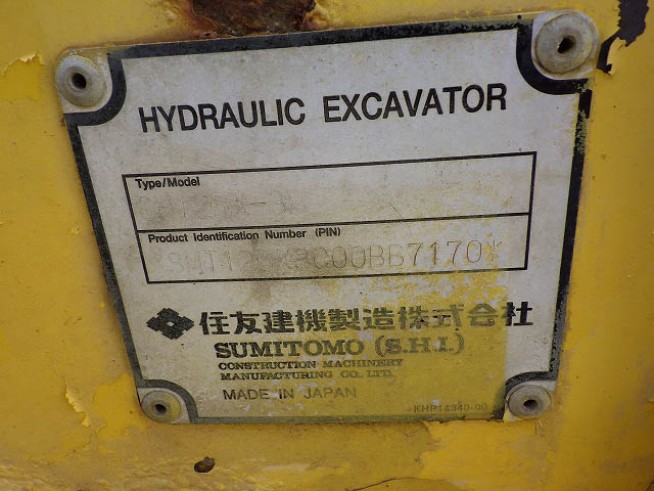 HYDRAULIC EXCAVATOR
Type/Model
Product Identification Number (PIN)
住友建機製造株式会社
SUMITOMO (S.H.I.)
CONSTRUCTION MACHINERY
MANUFACTURING CO., LTD.
MADE IN JAPAN